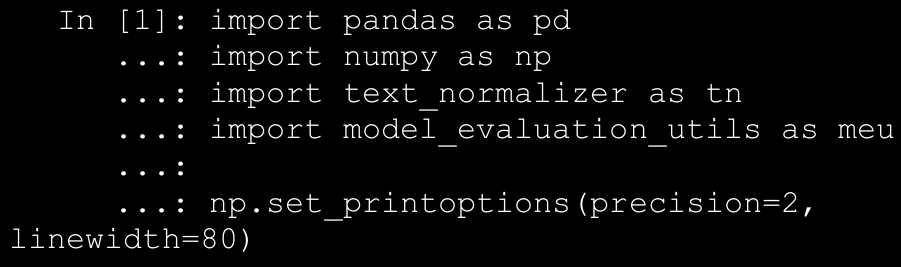 In [1]: import pandas as pd
...: import numpy as np
...: import text_normalizer as tn
...: import model_evaluation_utils as meu
...:
...: np.set_printoptions(precision=2,
linewidth=80)